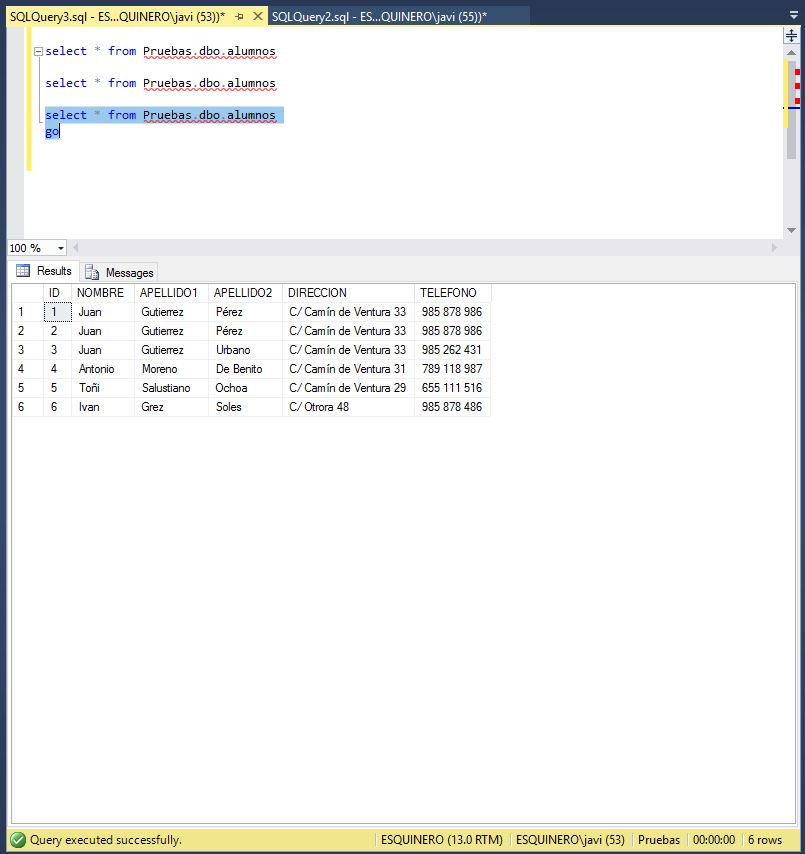 SQLQuery3.sql - ES...QUINERO\javi (53))* SQLQuery2.sql - ES...QUINERO\javi (55))*
select * from Pruebas.dbo.alumnos
select * from Pruebas.dbo.alumnos
select * from Pruebas.dbo.alumnos
go
100 %
Results Messages
ID NOMBRE APELLIDO1 APELLIDO2 DIRECCION TELEFONO
1 1 Juan Gutierrez Pérez C/ Camín de Ventura 33 985 878 986
2 2 Juan Gutierrez Pérez C/ Camín de Ventura 33 985 878 986
3 3 Juan Gutierrez Urbano C/ Camín de Ventura 33 985 262 431
4 4 Antonio Moreno De Benito C/ Camín de Ventura 31 789 118 987
5 5 Toñi Salustiano Ochoa C/ Camín de Ventura 29 655 111 516
6 6 Ivan Grez Soles C/ Otrora 48 985 878 486
Query executed successfully. ESQUINERO (13.0 RTM) ESQUINERO\javi (53) Pruebas 00:00:00 6 rows